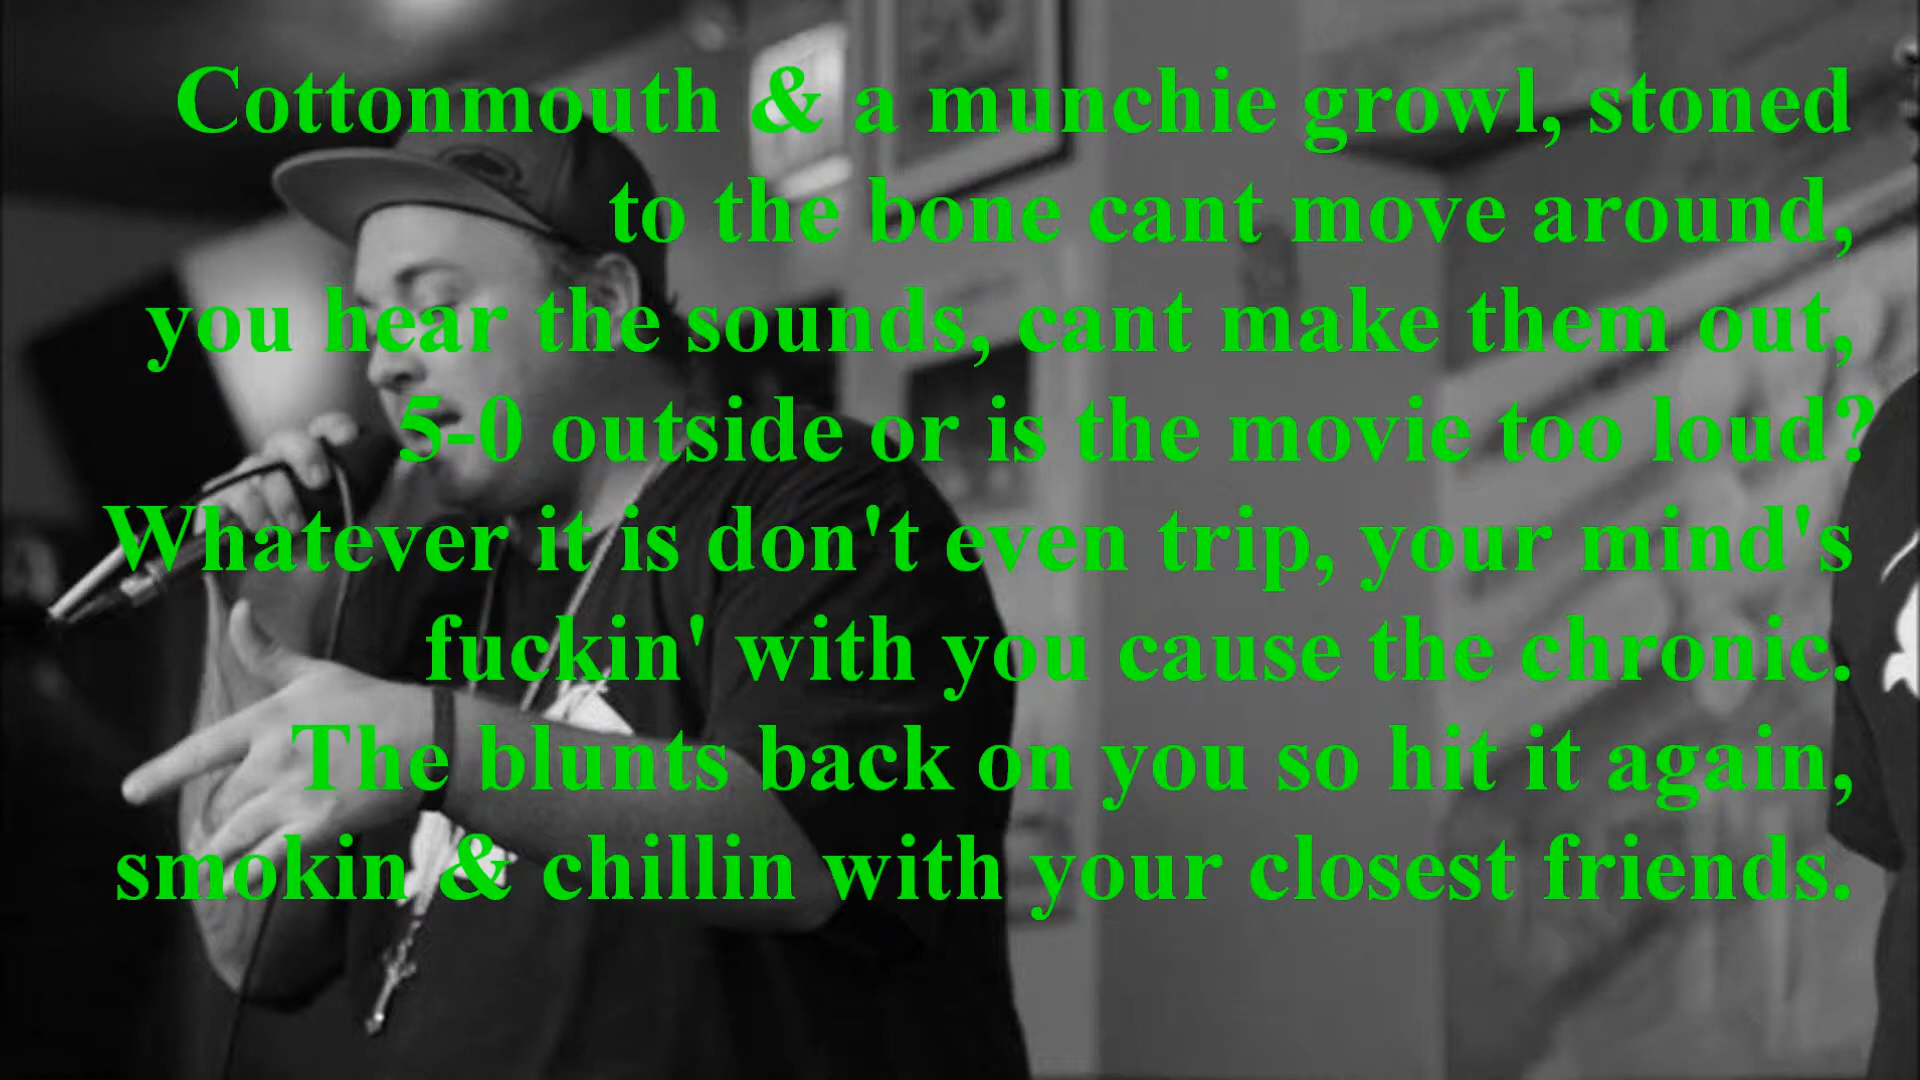 Cottonmouth & a munchie growl, stoned
to the bone cant move around,
you hear the sounds, cant make them out,
5-0 outside or is the movie too loud?
Whatever it is don't even trip, your mind's
fuckin' with you cause the chronic.
The blunts back on you so hit it again,
smokin & chillin with your closest friends.